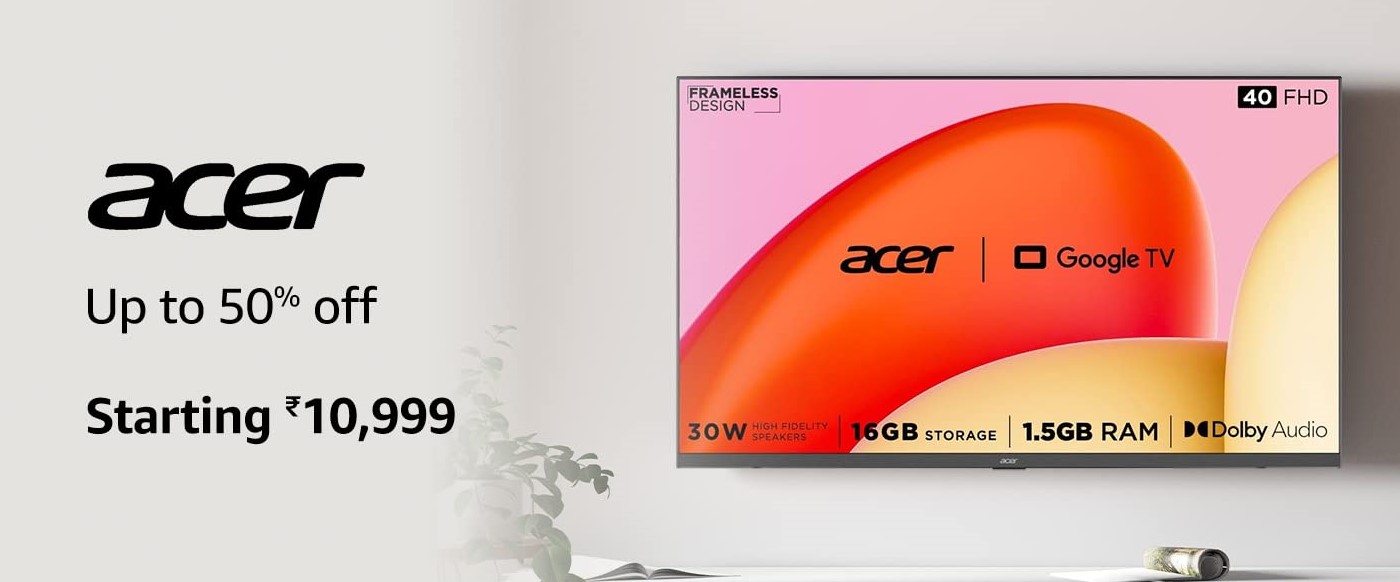 acer
Up to 50% off
Starting ₹10,999
FRAMELESS
DESIGN
40 FHD
acer | Google TV
30W HIGH FIDELITY SPEAKERS | 16GB STORAGE | 1.5GB RAM | Dolby Audio
acer